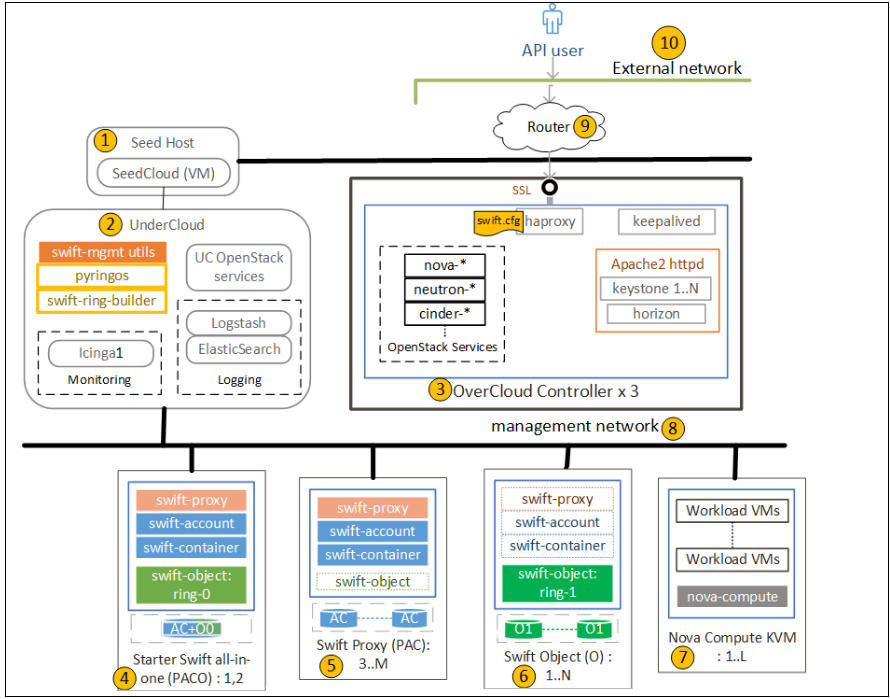 10
API user
External network
Router 9
1
Seed Host
SeedCloud (VM)
SSL
2 UnderCloud
swift.cfg haproxy
keepalived
swift-mgmt utils
pyringos
swift-ring-builder
UC OpenStack
services
nova-*
neutron-*
cinder-*
OpenStack Services
Apache2 httpd
keystone 1..N
horizon
Logstash
ElasticSearch
Logging
Icinga1
Monitoring
3 OverCloud Controller x 3
management network 8
swift-proxy
swift-account
swift-container
swift-object:
ring-0
AC+O0
Starter Swift all-in-
4 one (PACO) : 1,2
swift-proxy
swift-account
swift-container
swift-object
AC AC
Swift Proxy (PAC):
5 3..M
swift-proxy
swift-account
swift-container
swift-object:
ring-1
O1 O1
Swift Object (O) :
6 1..N
Workload VMs
Workload VMs
nova-compute
Nova Compute KVM
7 : 1..L